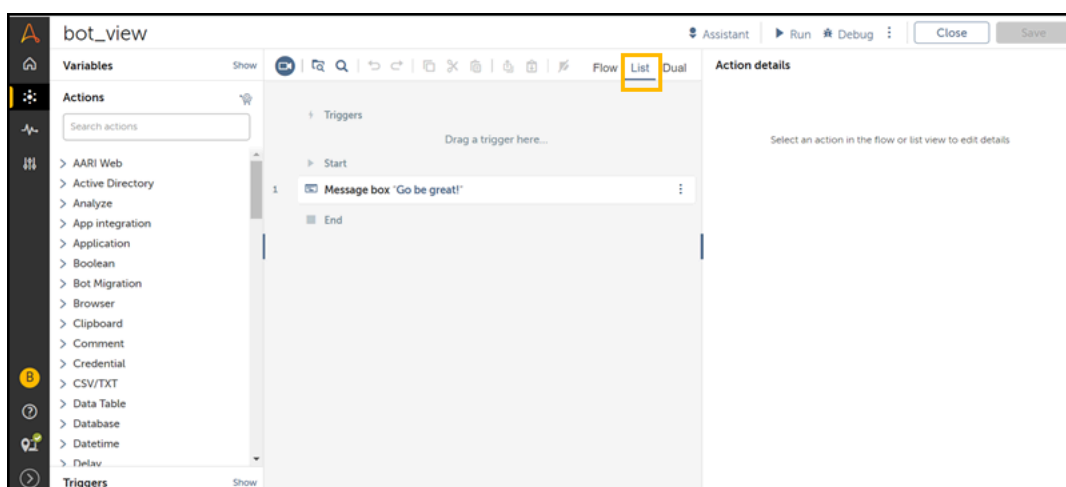 bot_view
Assistant
Run
Debug
Close
Save
Variables
Show
Flow
List
Dual
Action details
Actions
Search actions
AARI Web
Active Directory
Analyze
App integration
Application
Boolean
Bot Migration
Browser
Clipboard
Comment
Credential
CSV/TXT
Data Table
Database
Datetime
Delay
Triggers
Show
Triggers
Drag a trigger here...
Start
1
Message box "Go be great!"
End
Select an action in the flow or list view to edit details
B